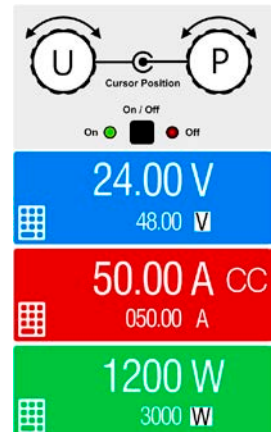 U P
Cursor Position
On / Off
On Off
24.00 V
48.00 V
50.00 A CC
050.00 A
1200 W
3000 W